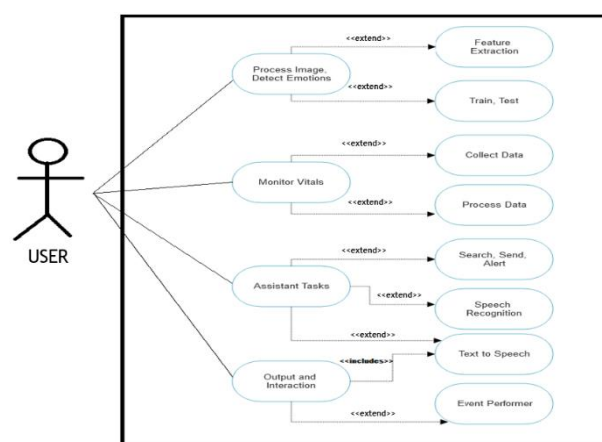 <<extend>>
Feature
Extraction
Process Image,
Detect Emotions
<<extend>>
Train, Test
<<extend>>
Collect Data
Monitor Vitals
<<extend>>
Process Data
USER
<<extend>>
Search, Send,
Alert
Assistant Tasks
<<extend>>
Speech
Recognition
<<extend>>
Text to Speech
<<includes>>
Output and
Interaction
Event Performer
<<extend>>